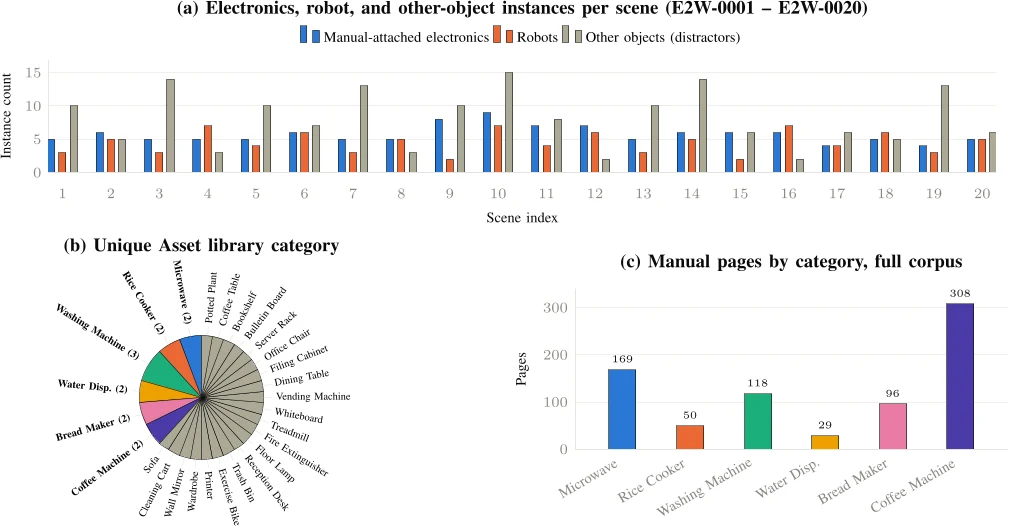 (a) Electronics, robot, and other-object instances per scene (E2W-0001 – E2W-0020)
Manual-attached electronics Robots Other objects (distractors)
Instance count
15
10
5
0
1 2 3 4 5 6 7 8 9 10 11 12 13 14 15 16 17 18 19 20
Scene index
(b) Unique Asset library category
Microwave (2)
Rice Cooker (2)
Washing Machine (3)
Water Disp. (2)
Bread Maker (2)
Coffee Machine (2)
Sofa
Cleaning Cart
Wall Mirror
Wardrobe
Printer
Exercise Bike
Trash Bin
Reception Desk
Floor Lamp
Fire Extinguisher
Treadmill
Whiteboard
Vending Machine
Dining Table
Filing Cabinet
Office Chair
Server Rack
Bulletin Board
Bookshelf
Coffee Table
Potted Plant
(c) Manual pages by category, full corpus
Pages
300
200
100
0
169
50
118
29
96
308
Microwave
Rice Cooker
Washing Machine
Water Disp.
Bread Maker
Coffee Machine